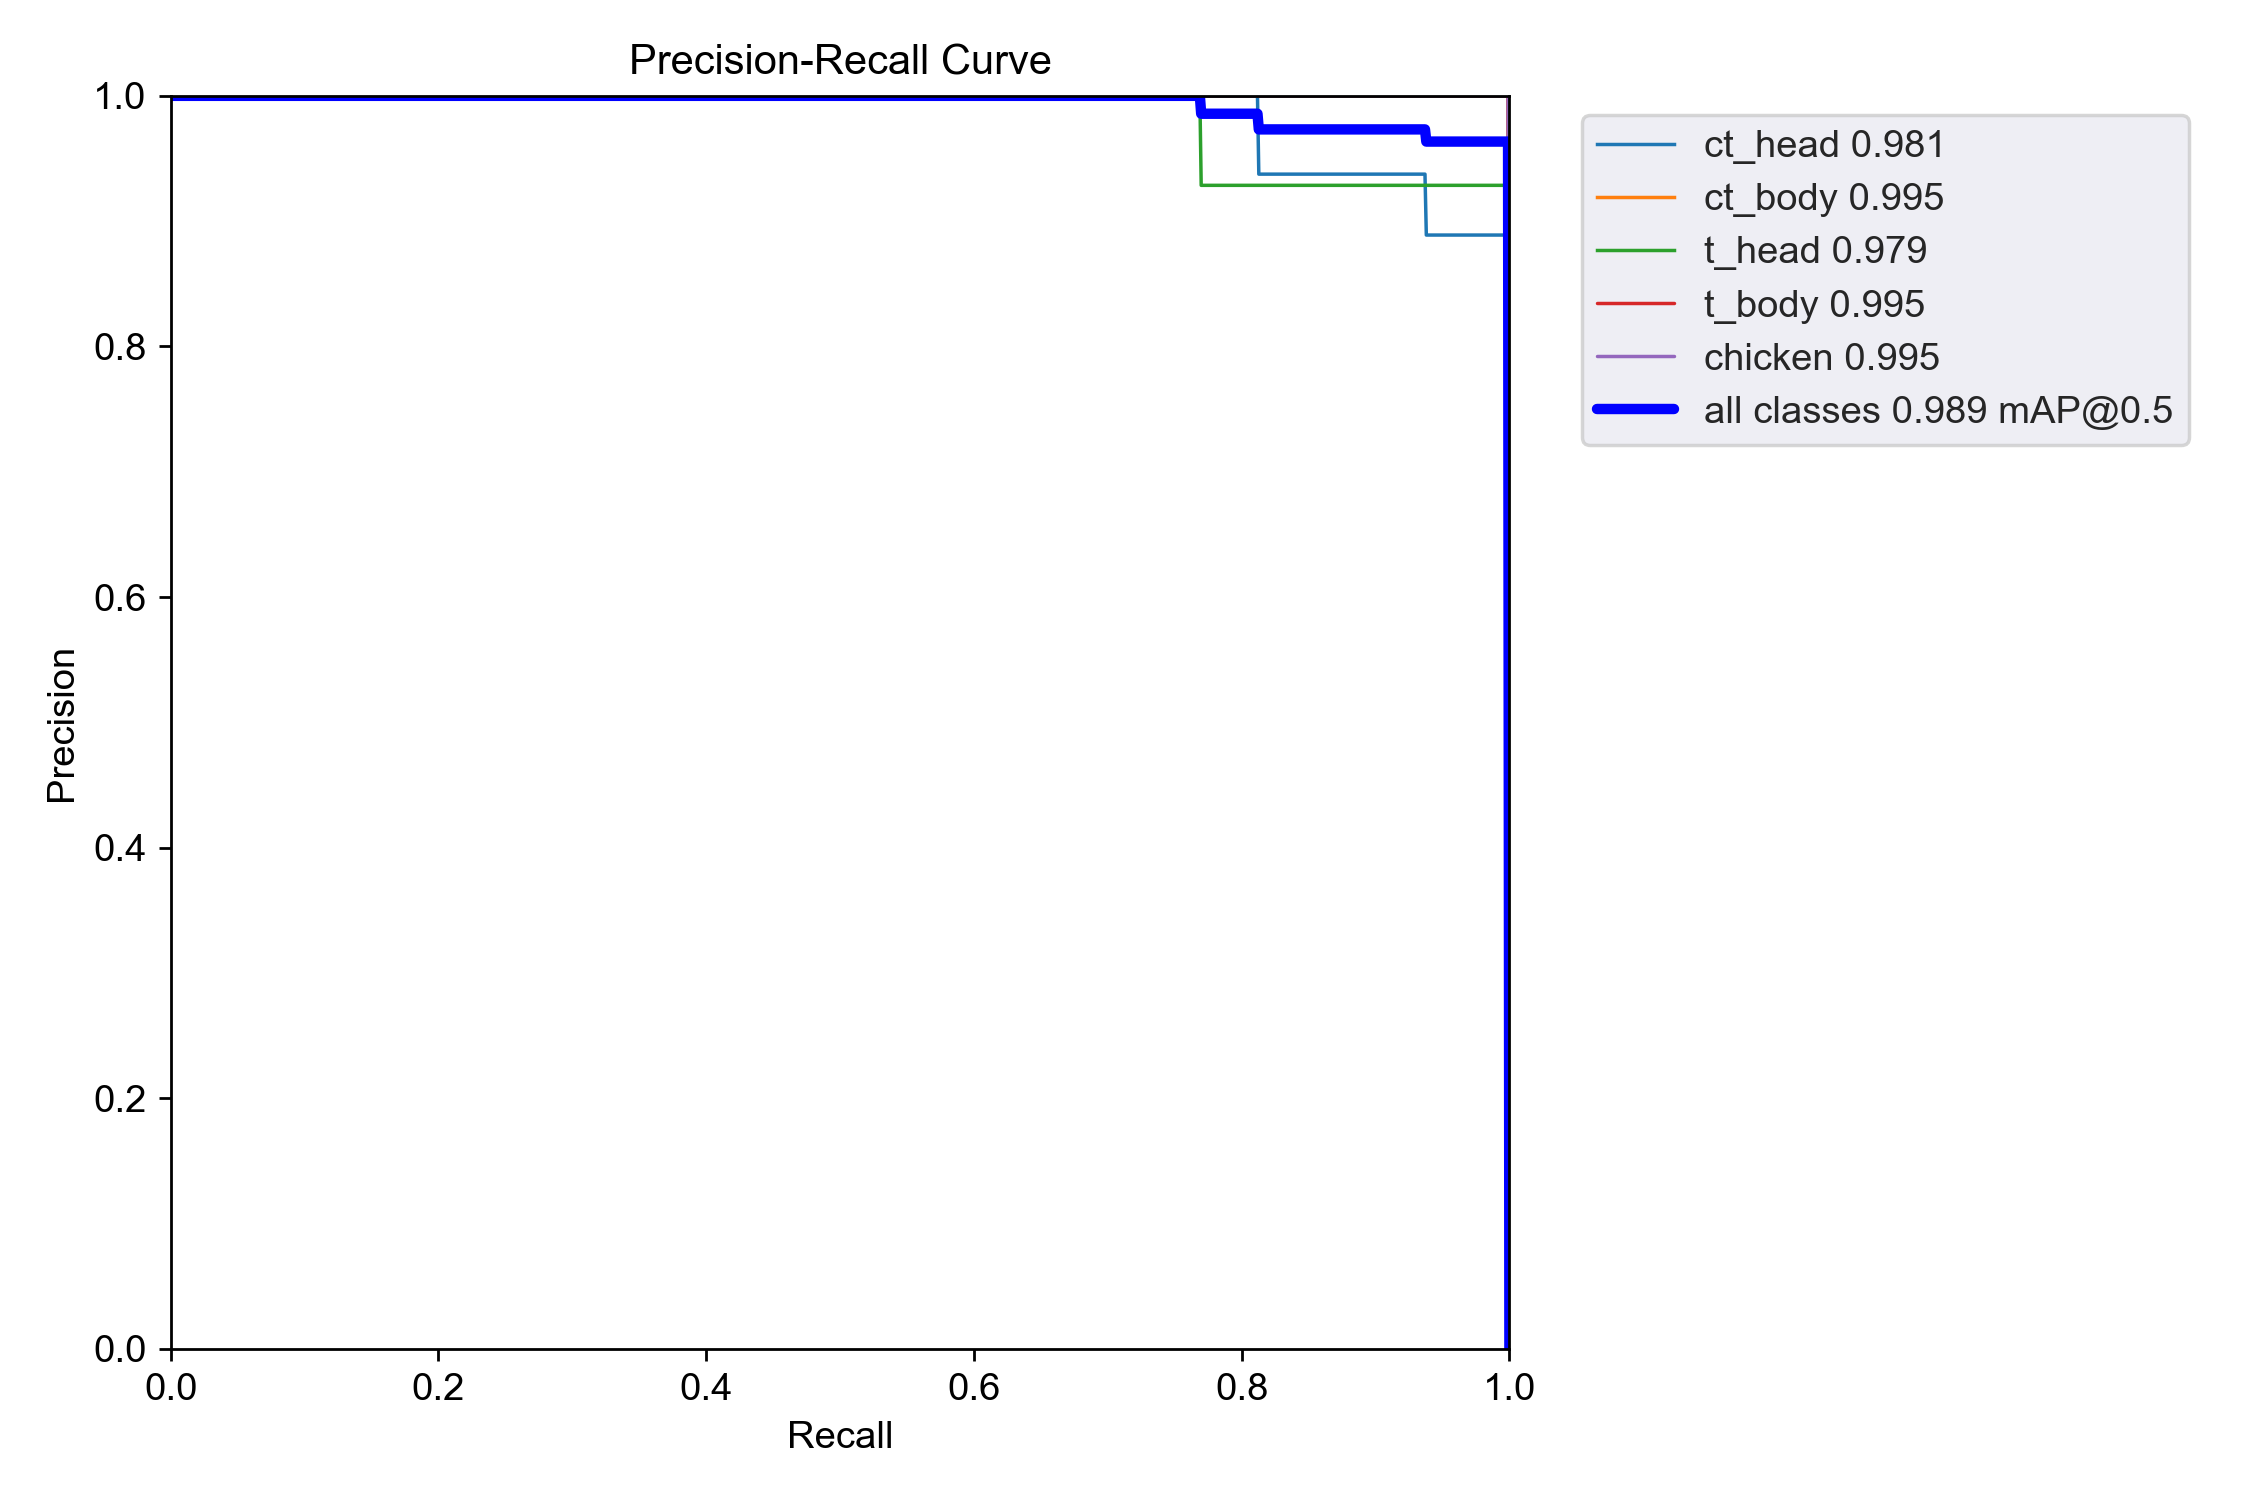 Precision-Recall Curve
1.0
0.8
0.6
0.4
0.2
0.0
Precision
0.0 0.2 0.4 0.6 0.8 1.0
Recall
ct_head 0.981
ct_body 0.995
t_head 0.979
t_body 0.995
chicken 0.995
all classes 0.989 mAP@0.5